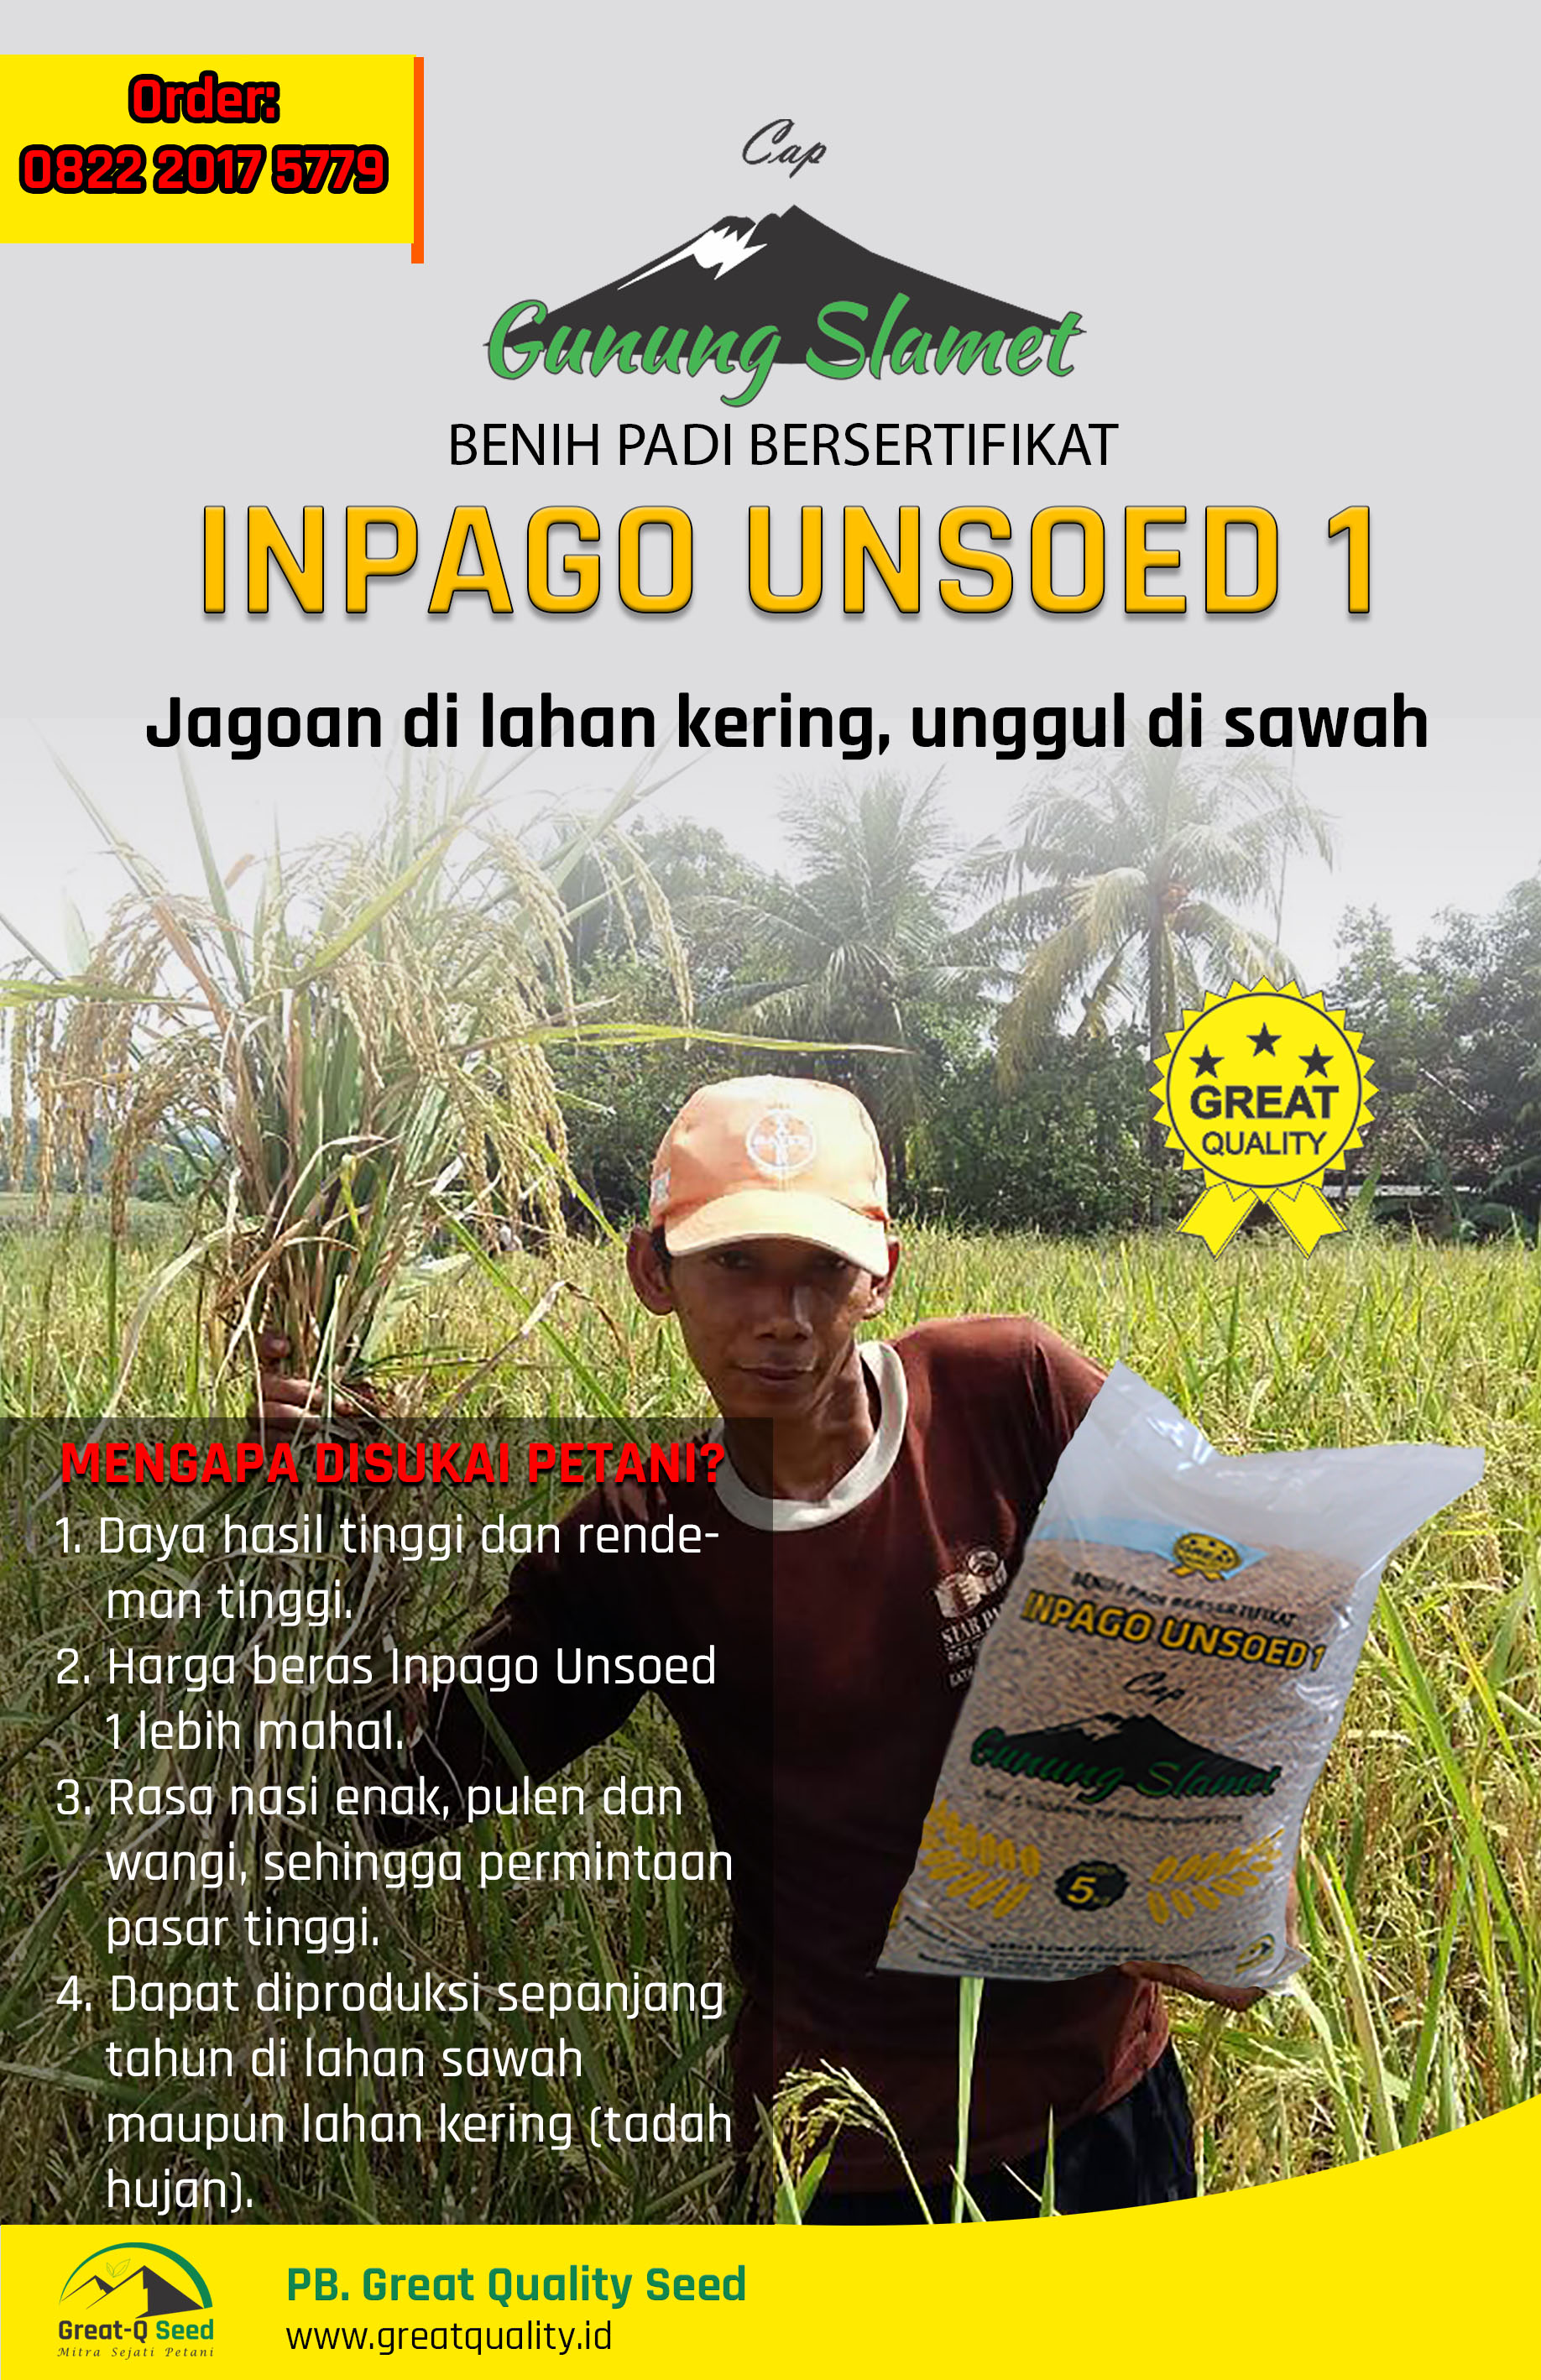 Order:
0822 2017 5779
Cap
Gunung Slamet
BENIH PADI BERSERTIFIKAT
INPAGO UNSOED 1
Jagoan di lahan kering, unggul di sawah
GREAT
QUALITY
MENGAPA DISUKAI PETANI?
1. Daya hasil tinggi dan rende-
man tinggi.
2. Harga beras Inpago Unsoed
1 lebih mahal.
3. Rasa nasi enak, pulen dan
wangi, sehingga permintaan
pasar tinggi.
4. Dapat diproduksi sepanjang
tahun di lahan sawah
maupun lahan kering (tadah
hujan).
BENIH PADI BERSERTIFIKAT
INPAGO UNSOED 1
Cap
Gunung Slamet
5
Great-Q Seed
Mitra Sejati Petani
PB. Great Quality Seed
www.greatquality.id